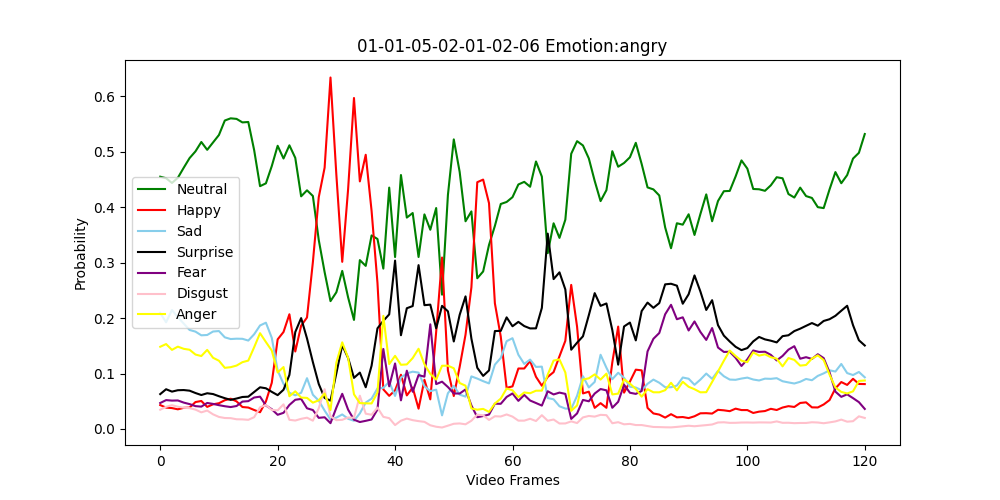 01-01-05-02-01-02-06 Emotion:angry
Probability
0.6
0.5
0.4
0.3
0.2
0.1
0.0
Neutral
Happy
Sad
Surprise
Fear
Disgust
Anger
0 20 40 60 80 100 120
Video Frames